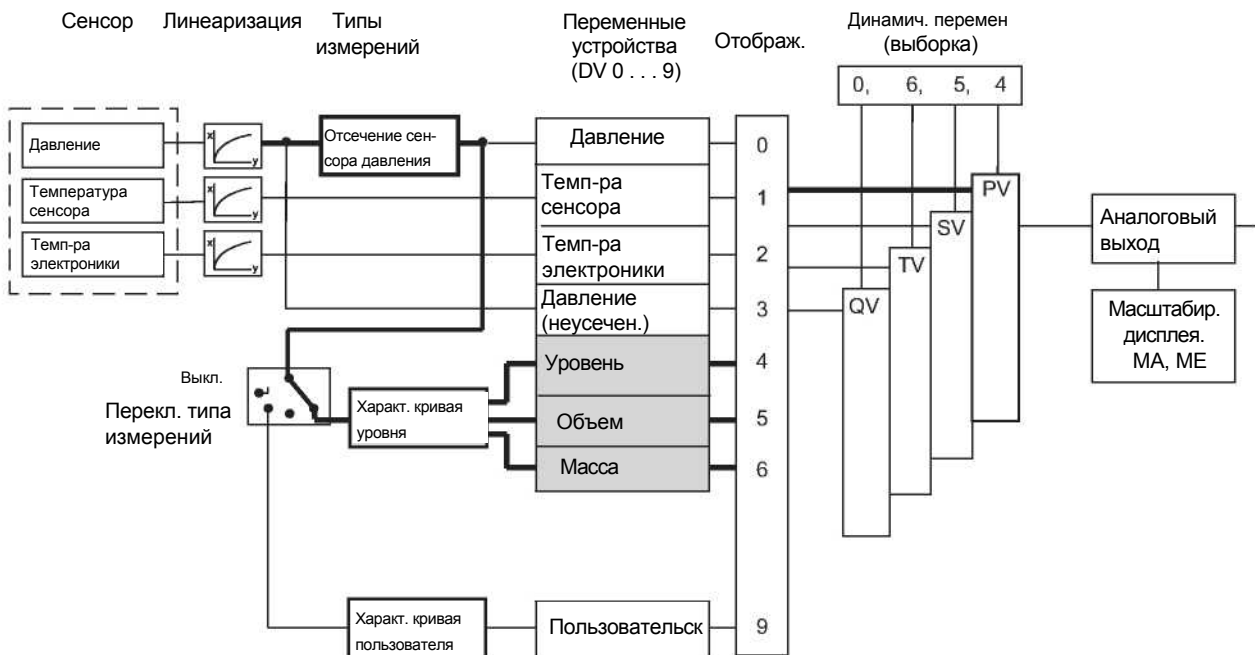 Сенсор
Линеаризация
Типы
измерений
Переменные
устройства
(DV 0 . . . 9)
Отображ.
Динамич. перемен
(выборка)
0, 6, 5, 4
Давление
x
y
Отсечение сен-
сора давления
Давление
0
Температура
сенсора
x
y
Темп-ра
сенсора
1
Темп-ра
электроники
x
y
Темп-ра
электроники
2
Давление
(неусечен.)
3
PV
SV
TV
QV
Аналоговый
выход
Масштабир.
дисплея.
MA, ME
Выкл.
Перекл. типа
измерений
Характ. кривая
уровня
Уровень
4
Объем
5
Масса
6
Характ. кривая
пользователя
Пользовательск
9